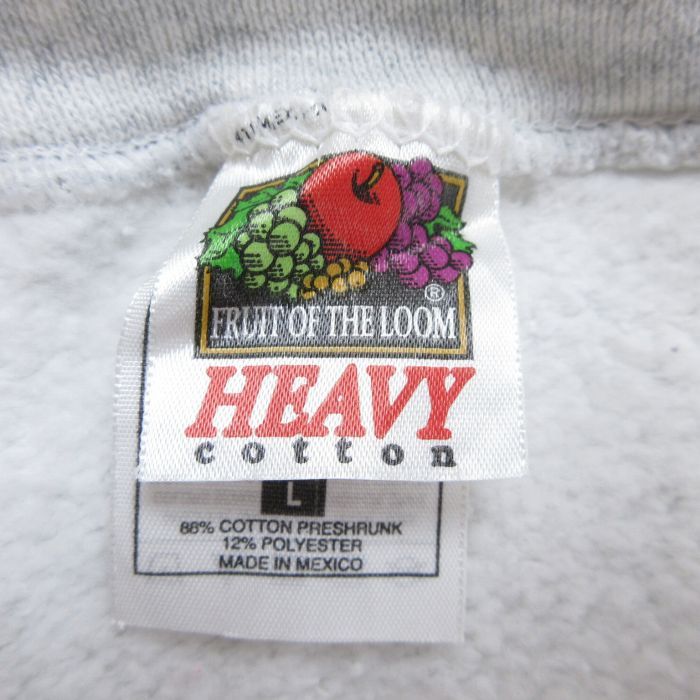 ®
FRUIT OF THE LOOM
HEAVY
cotton
L
88% COTTON PRESHRUNK
12% POLYESTER
MADE IN MEXICO